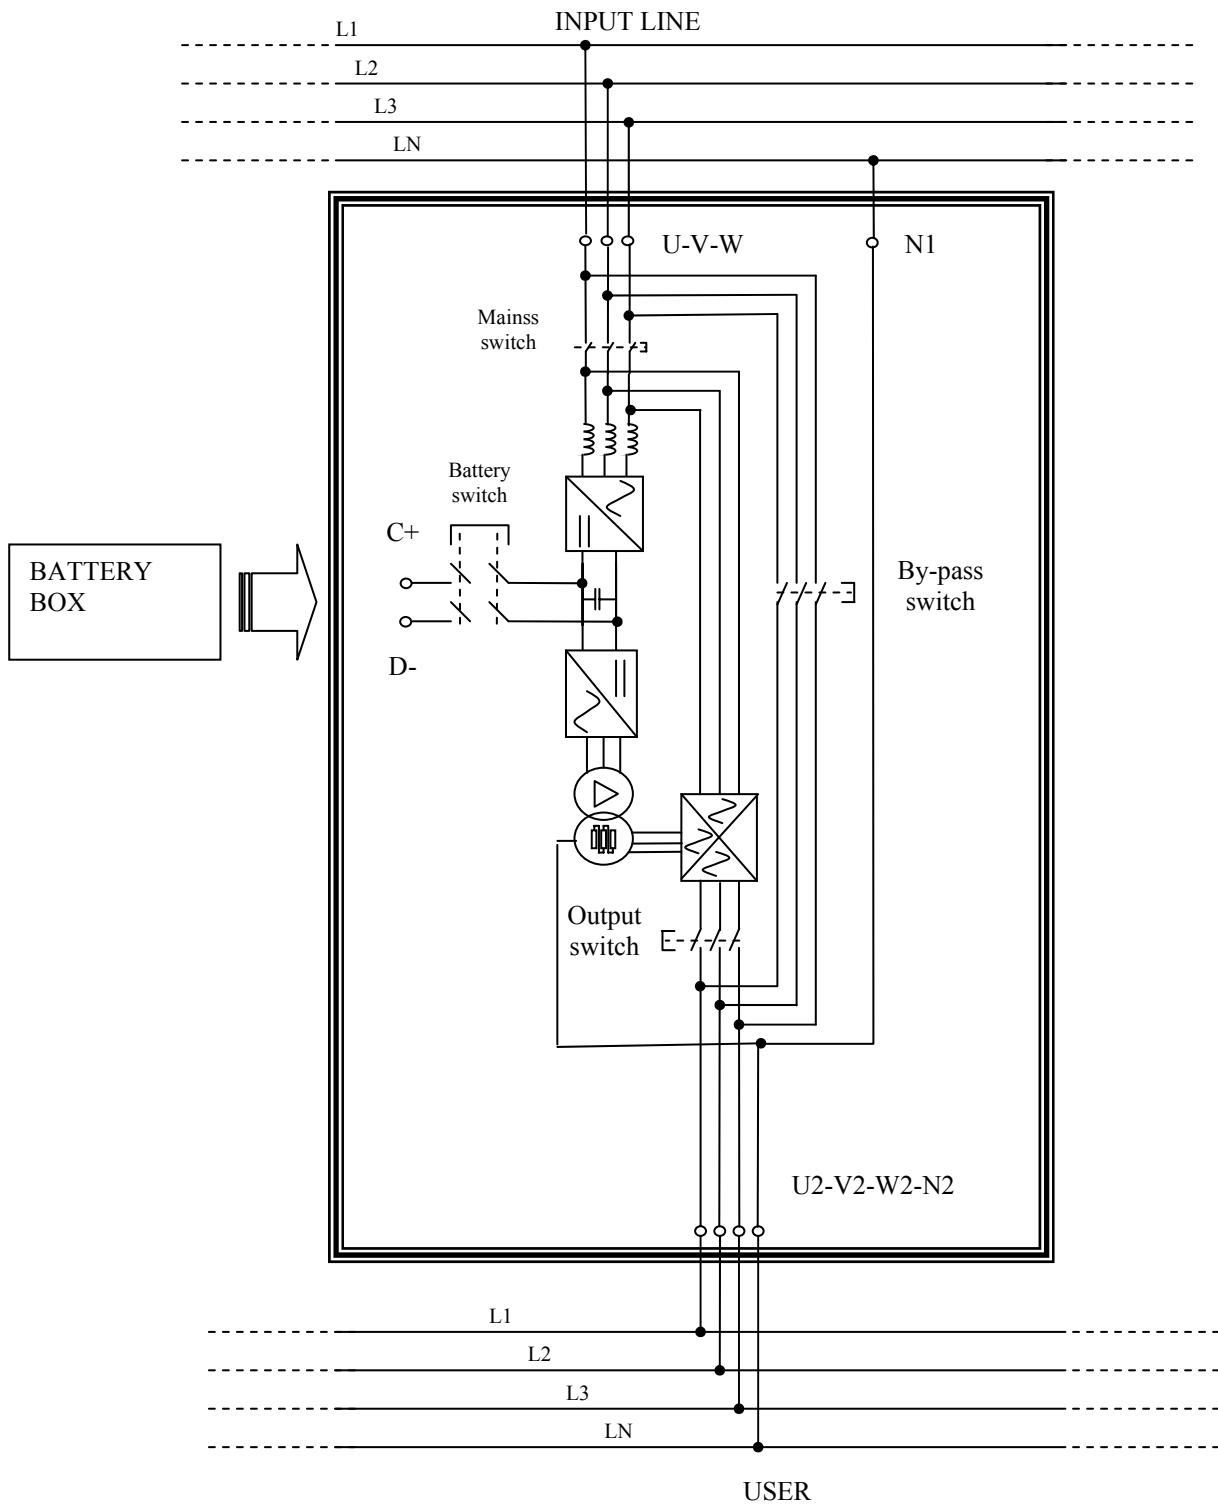 INPUT LINE
L1
L2
L3
LN
U-V-W
N1
Mainss
switch
Battery
switch
C+
BATTERY
BOX
By-pass
switch
D-
Output
switch
U2-V2-W2-N2
L1
L2
L3
LN
USER